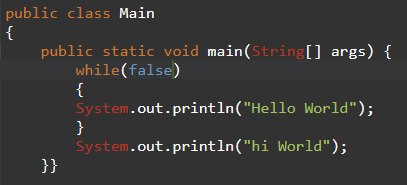 public class Main
{
    public static void main(String[] args) {
        while(false)
        {
        System.out.println("Hello World");
        }
        System.out.println("hi World");
    }}